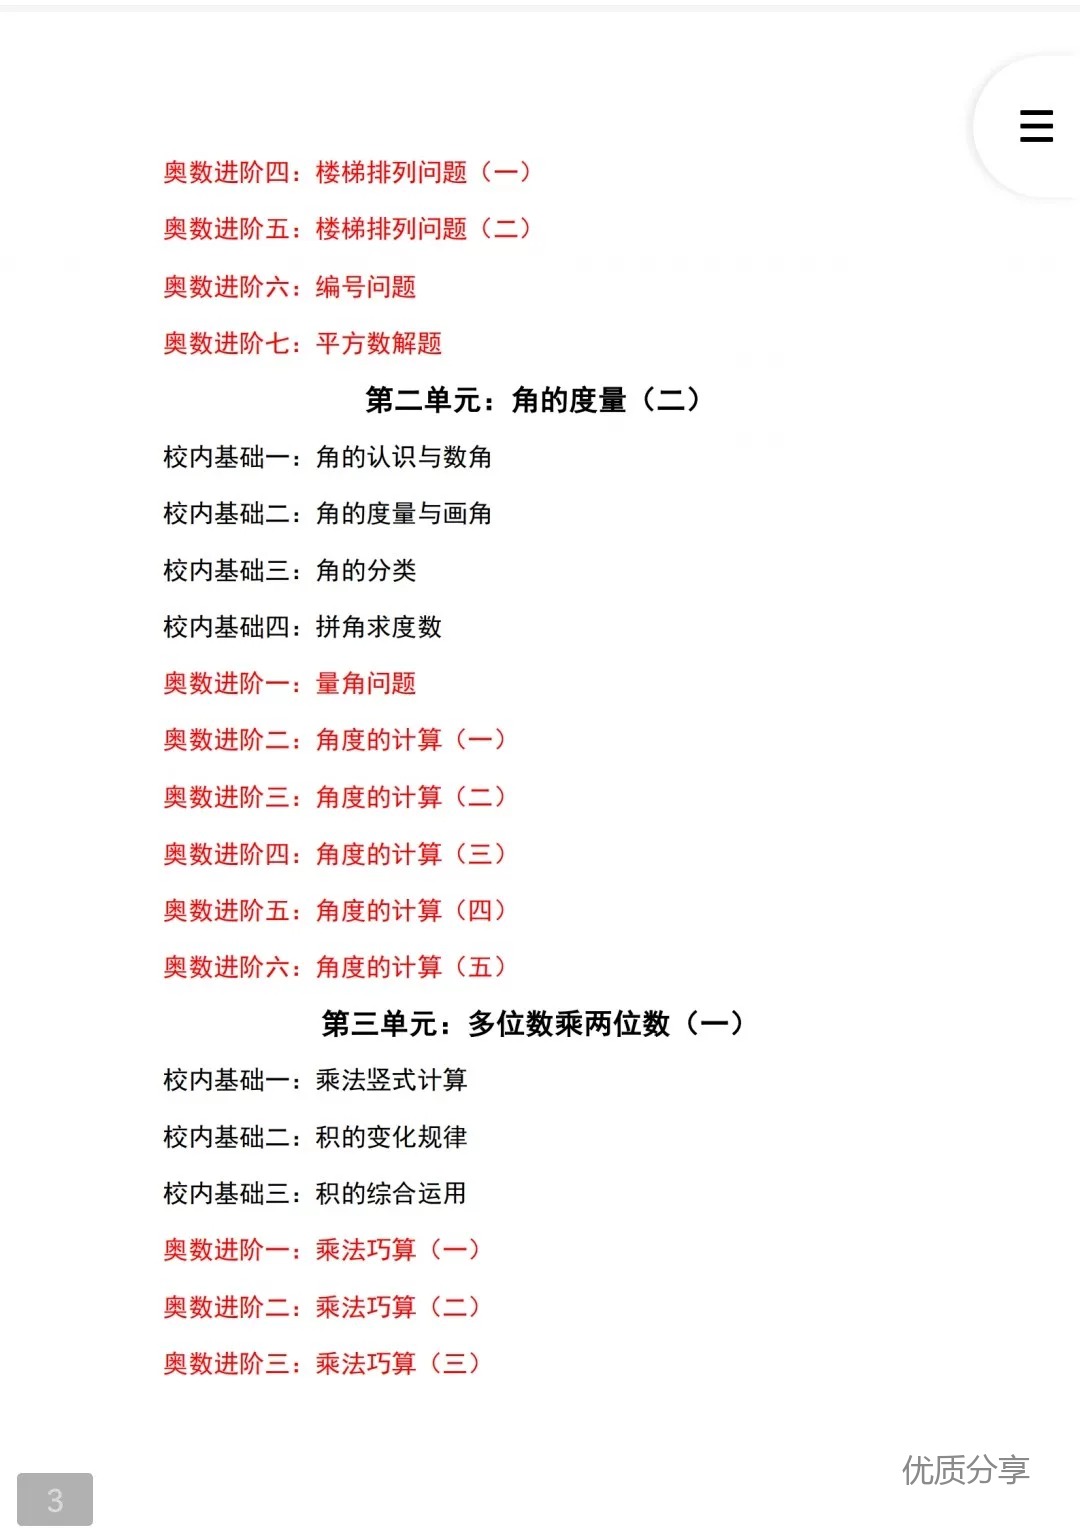 奥数进阶四：楼梯排列问题（一）
奥数进阶五：楼梯排列问题（二）
奥数进阶六：编号问题
奥数进阶七：平方数解题
第二单元：角的度量（二）
校内基础一：角的认识与数角
校内基础二：角的度量与画角
校内基础三：角的分类
校内基础四：拼角求度数
奥数进阶一：量角问题
奥数进阶二：角度的计算（一）
奥数进阶三：角度的计算（二）
奥数进阶四：角度的计算（三）
奥数进阶五：角度的计算（四）
奥数进阶六：角度的计算（五）
第三单元：多位数乘两位数（一）
校内基础一：乘法竖式计算
校内基础二：积的变化规律
校内基础三：积的综合运用
奥数进阶一：乘法巧算（一）
奥数进阶二：乘法巧算（二）
奥数进阶三：乘法巧算（三）
优质分享
3